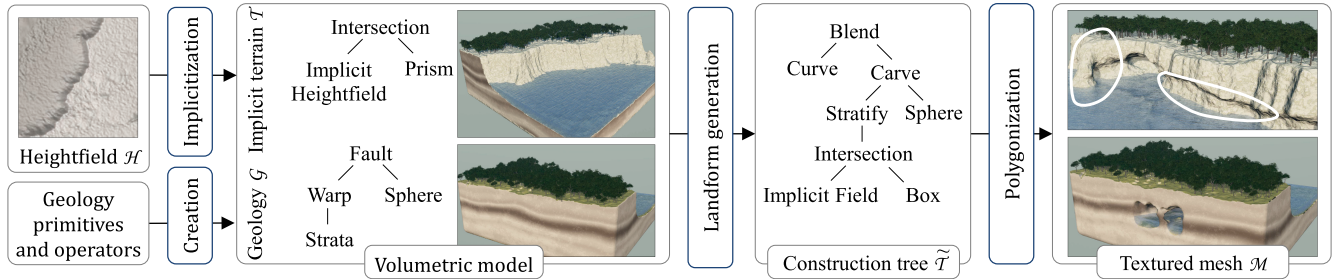 Heightfield ℋ
Geology
primitives
and operators
Implicitization
Creation
Implicit terrain 𝒯
Geology 𝒢
Intersection
Implicit
Heightfield
Prism
Fault
Warp
Sphere
Strata
Volumetric model
Landform generation
Blend
Curve
Carve
Stratify
Sphere
Intersection
Implicit Field
Box
Construction tree 𝒯̃
Polygonization
Textured mesh ℳ